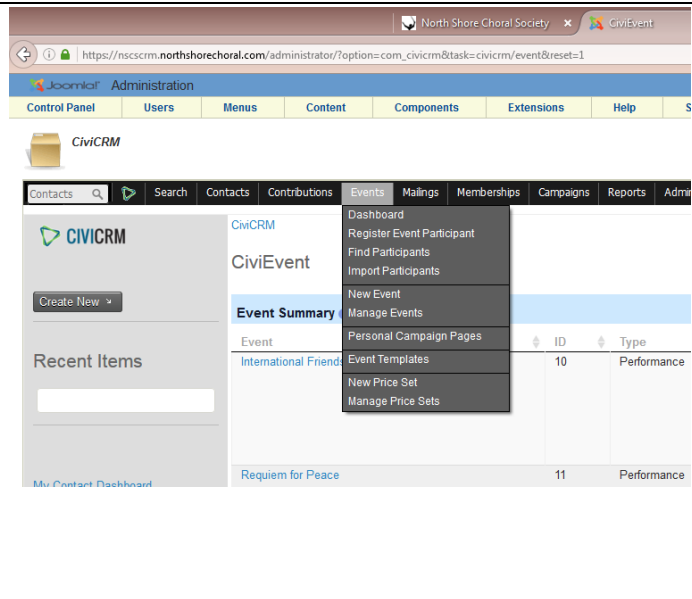 North Shore Choral Society × CiviEvent
https://nscscrm.northshorechoral.com/administrator/?option=com_civicrm&task=civicrm/event&reset=1
Joomla! Administration
Control Panel Users Menus Content Components Extensions Help S
CiviCRM
Contacts Search Contacts Contributions Events Mailings Memberships Campaigns Reports Admin
Dashboard
Register Event Participant
Find Participants
Import Participants
New Event
Manage Events
Personal Campaign Pages
Event Templates
New Price Set
Manage Price Sets
CIVICRM
Create New
Recent Items
My Contact Dashboard
CiviCRM
CiviEvent
Event Summary
Event ID Type
International Friends 10 Performance
Requiem for Peace 11 Performance